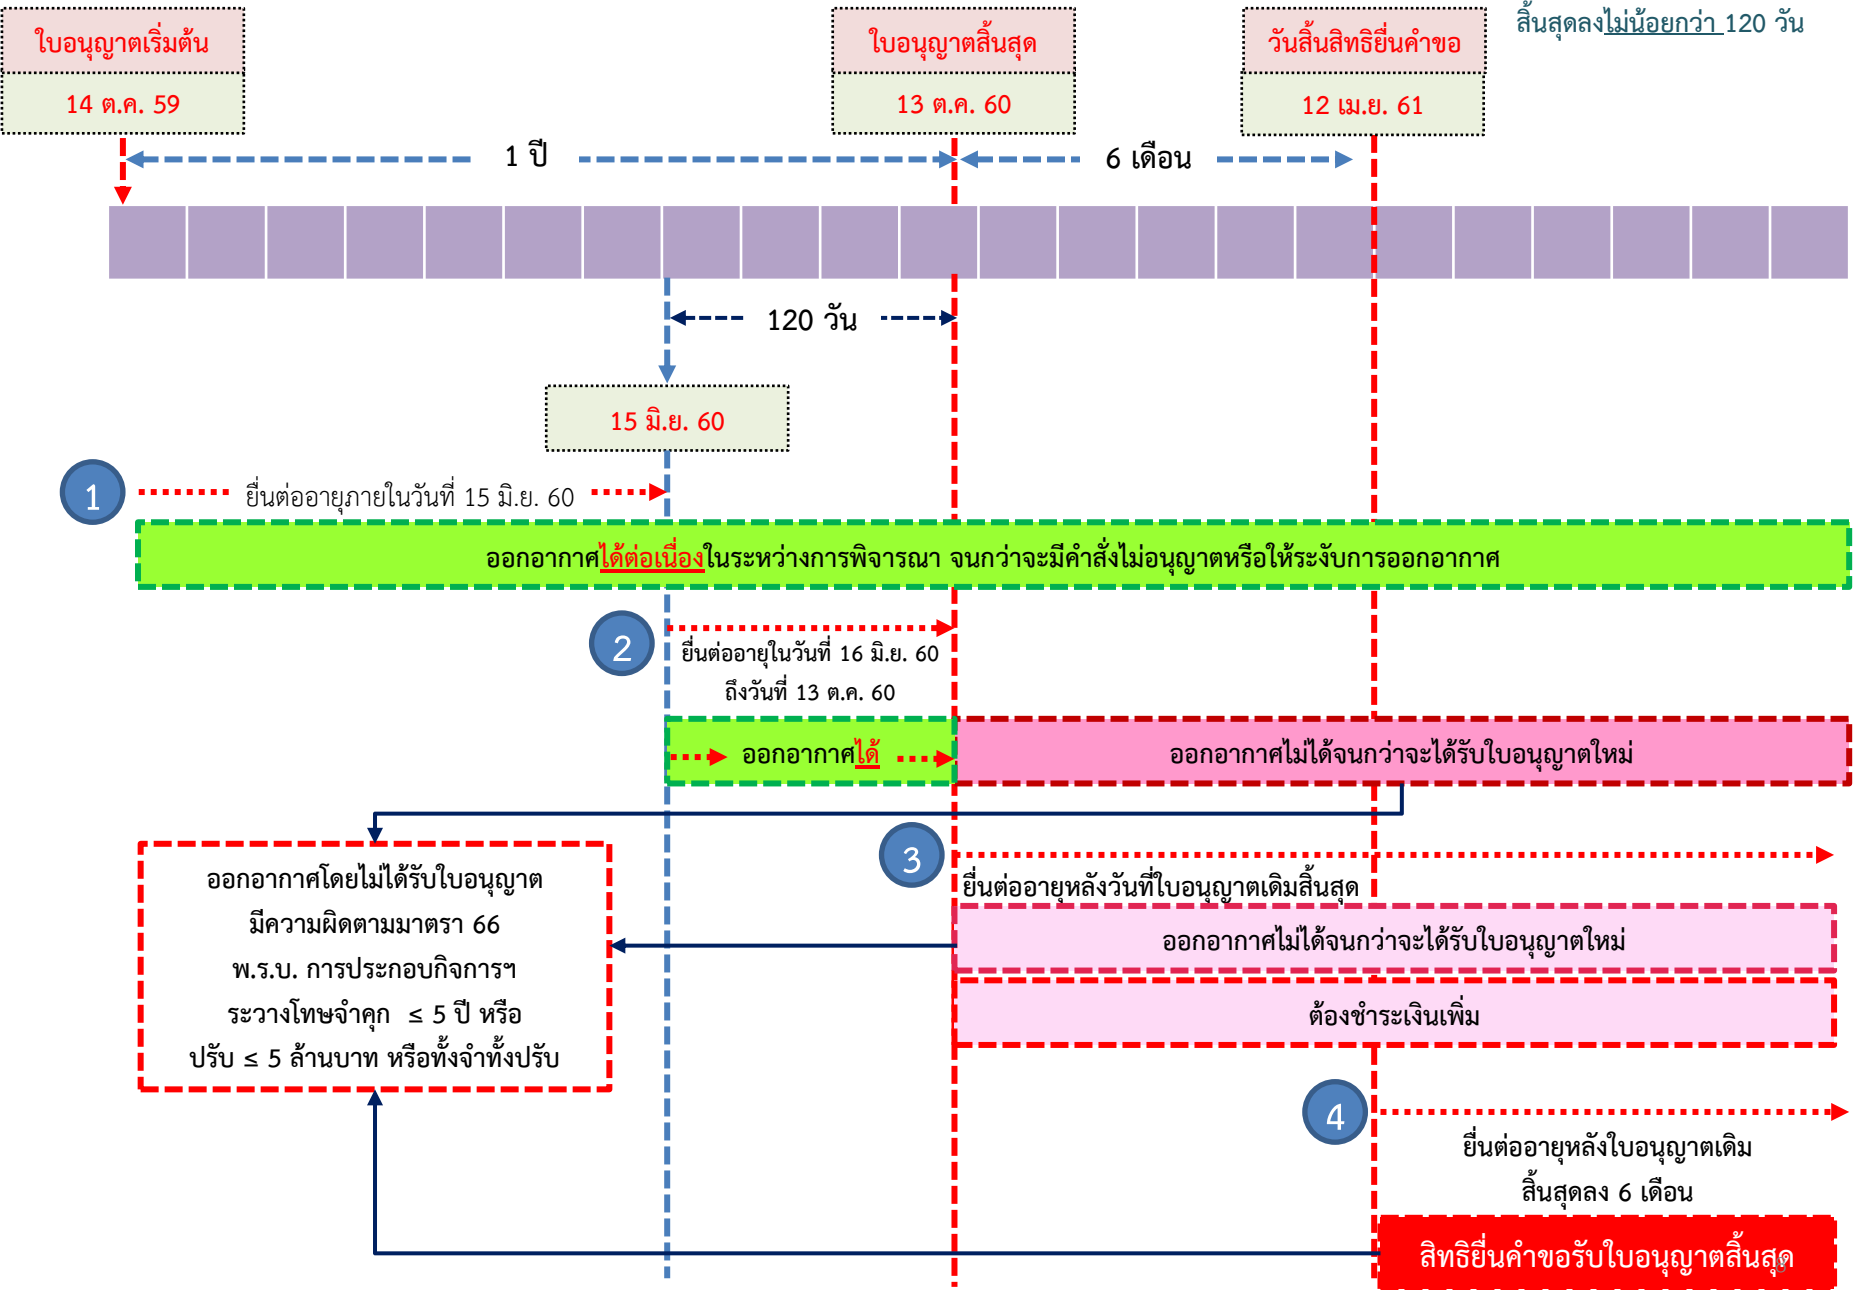 สิ้นสุดลงไม่น้อยกว่า 120 วัน
ใบอนุญาตเริ่มต้น
14 ต.ค. 59
ใบอนุญาตสิ้นสุด
13 ต.ค. 60
วันสิ้นสิทธิยื่นคำขอ
12 เม.ย. 61
1 ปี
6 เดือน
120 วัน
15 มิ.ย. 60
1
ยื่นต่ออายุภายในวันที่ 15 มิ.ย. 60
ออกอากาศได้ต่อเนื่องในระหว่างการพิจารณา จนกว่าจะมีคำสั่งไม่อนุญาตหรือให้ระงับการออกอากาศ
2
ยื่นต่ออายุในวันที่ 16 มิ.ย. 60
ถึงวันที่ 13 ต.ค. 60
ออกอากาศได้
ออกอากาศไม่ได้จนกว่าจะได้รับใบอนุญาตใหม่
3
ยื่นต่ออายุหลังวันที่ใบอนุญาตเดิมสิ้นสุด
ออกอากาศไม่ได้จนกว่าจะได้รับใบอนุญาตใหม่
ต้องชำระเงินเพิ่ม
ออกอากาศโดยไม่ได้รับใบอนุญาต
มีความผิดตามมาตรา 66
พ.ร.บ. การประกอบกิจการฯ
ระวางโทษจำคุก ≤ 5 ปี หรือ
ปรับ ≤ 5 ล้านบาท หรือทั้งจำทั้งปรับ
4
ยื่นต่ออายุหลังใบอนุญาตเดิม
สิ้นสุดลง 6 เดือน
สิทธิยื่นคำขอรับใบอนุญาตสิ้นสุด